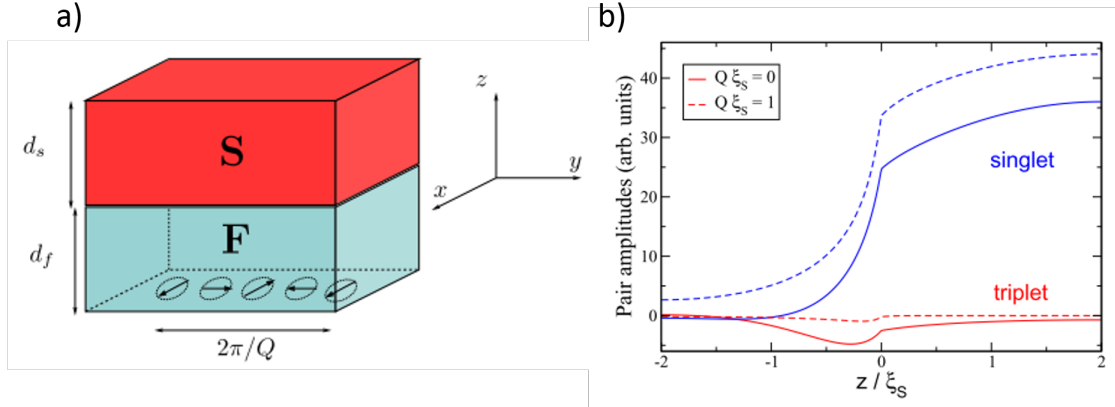 a)
S
F
d_s
d_f
2π/Q
z
y
x
b)
Pair amplitudes (arb. units)
40
30
20
10
0
Q ξ_S = 0
Q ξ_S = 1
singlet
triplet
-2 -1 0 1 2
z / ξ_S